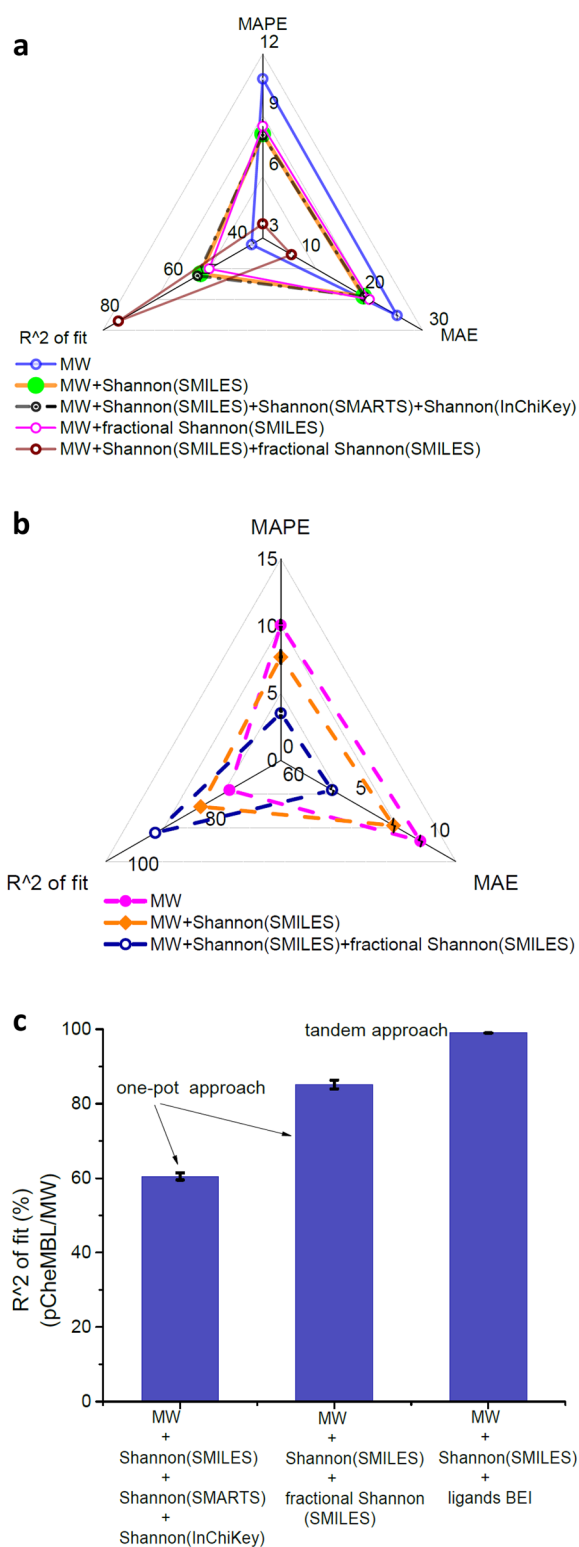 a
MAPE
12
9
6
3
40
10
60
20
80
30
R^2 of fit
MAE
MW
MW+Shannon(SMILES)
MW+Shannon(SMILES)+Shannon(SMARTS)+Shannon(InChiKey)
MW+fractional Shannon(SMILES)
MW+Shannon(SMILES)+fractional Shannon(SMILES)
b
MAPE
15
10
5
0
0
60
5
80
10
100
R^2 of fit
MAE
MW
MW+Shannon(SMILES)
MW+Shannon(SMILES)+fractional Shannon(SMILES)
c
100
80
60
40
20
0
R^2 of fit (%)
(pCheMBL/MW)
tandem approach
one-pot approach
MW
+
Shannon(SMILES)
+
Shannon(SMARTS)
+
Shannon(InChiKey)
MW
+
Shannon(SMILES)
+
fractional Shannon
(SMILES)
MW
+
Shannon(SMILES)
+
ligands BEI